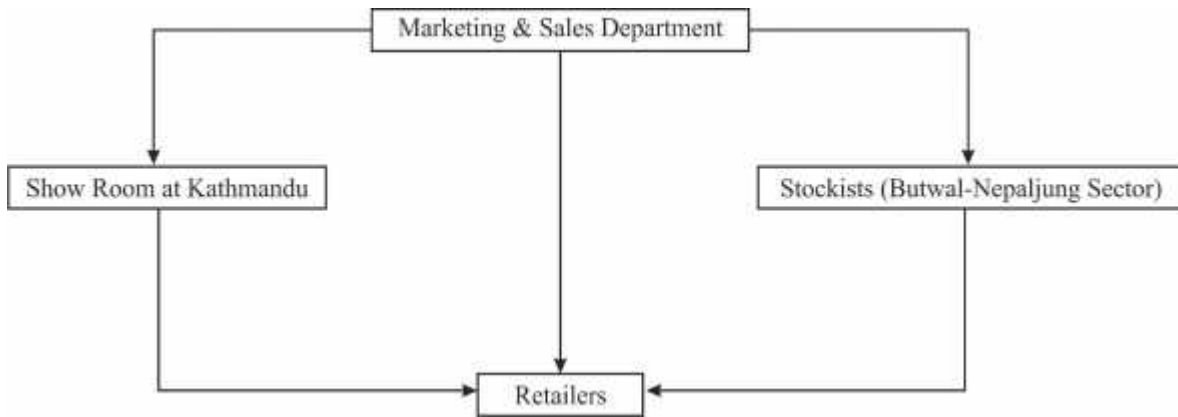 Marketing & Sales Department
Show Room at Kathmandu
Stockists (Butwal-Nepaljung Sector)
Retailers